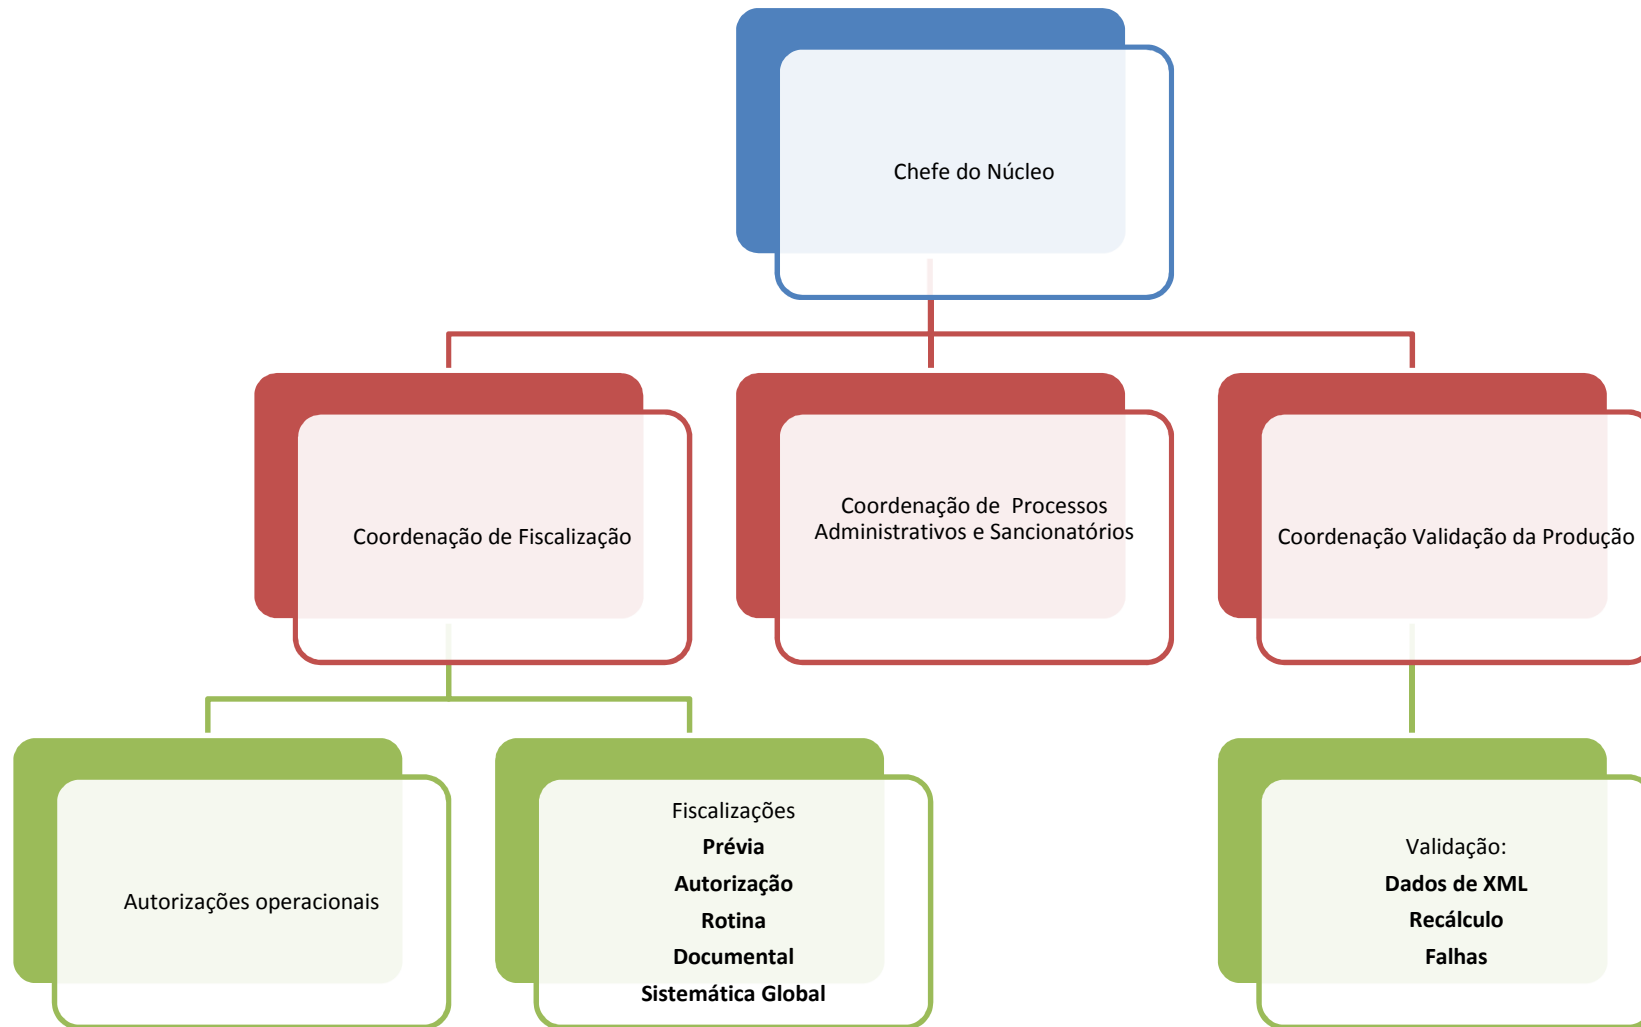 Chefe do Núcleo
Coordenação de Fiscalização
Coordenação de  Processos
Administrativos e Sancionatórios
Coordenação Validação da Produção
Autorizações operacionais
Fiscalizações
Prévia
Autorização
Rotina
Documental
Sistemática Global
Validação:
Dados de XML
Recálculo
Falhas